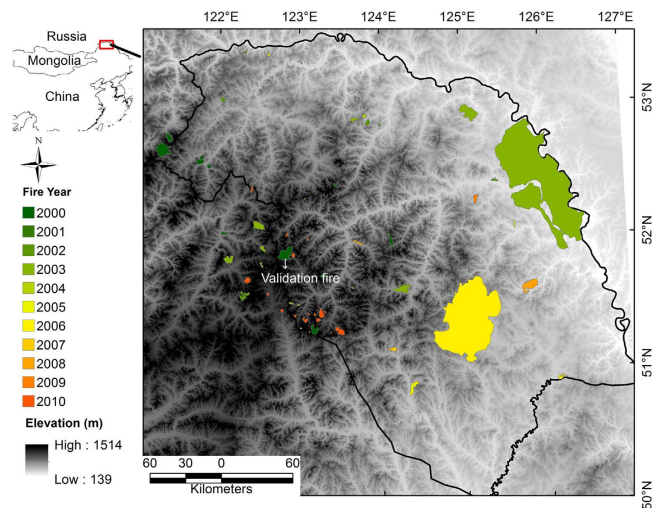 122°E 123°E 124°E 125°E 126°E 127°E
Russia
Mongolia
China
N
Fire Year
2000
2001
2002
2003
2004
2005
2006
2007
2008
2009
2010
Elevation (m)
High : 1514
Low : 139
Validation fire
53°N
52°N
51°N
50°N
60 30 0 60
Kilometers